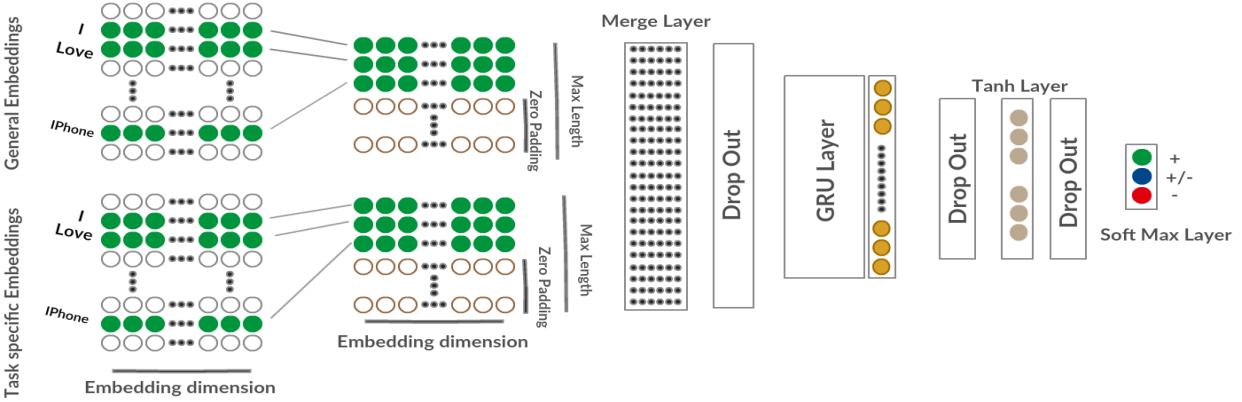 General Embeddings
I
Love
IPhone
Zero Padding
Max Length
Task specific Embeddings
I
Love
IPhone
Embedding dimension
Zero Padding
Max Length
Embedding dimension
Merge Layer
Drop Out
GRU Layer
Drop Out
Tanh Layer
Drop Out
+
+/-
-
Soft Max Layer